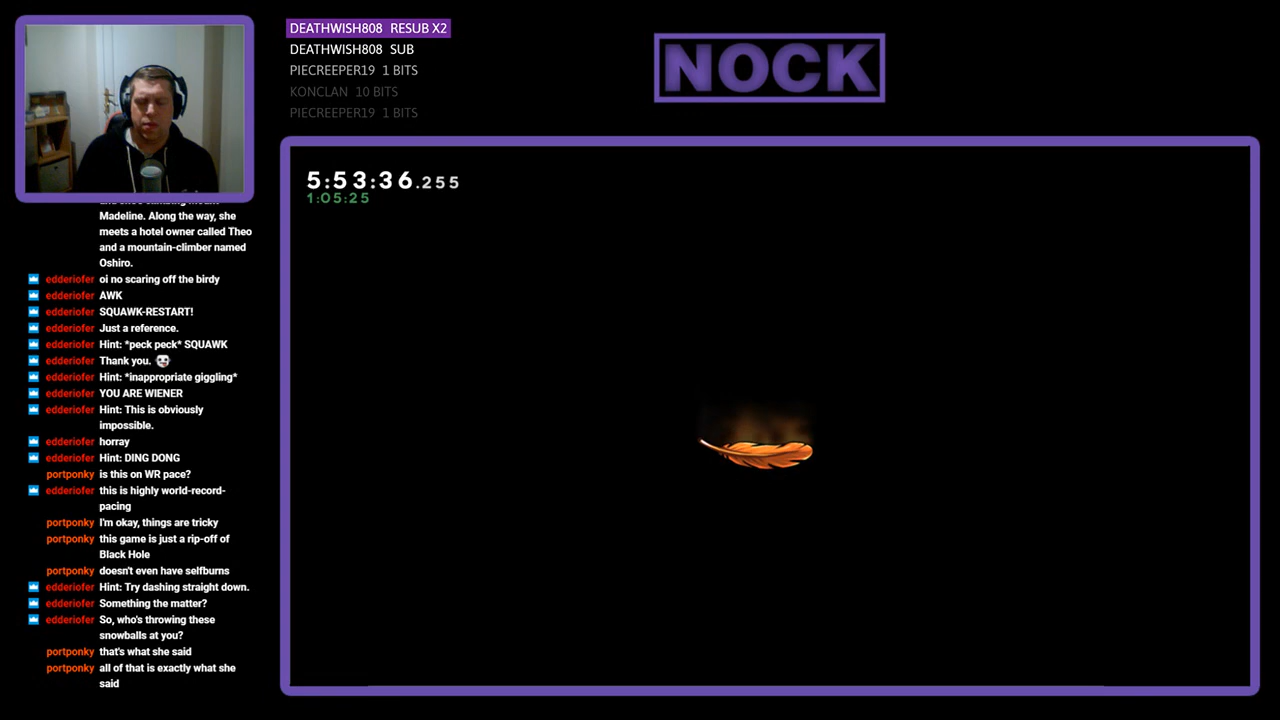 DEATHWISH808 RESUB X2
DEATHWISH808 SUB
PIECREEPER19 1 BITS
KONCLAN 10 BITS
PIECREEPER19 1 BITS
NOCK
5:53:36.255
1:05:25
Madeline. Along the way, she
meets a hotel owner called Theo
and a mountain-climber named
Oshiro.
edderiofer oi no scaring off the birdy
edderiofer AWK
edderiofer SQUAWK-RESTART!
edderiofer Just a reference.
edderiofer Hint: *peck peck* SQUAWK
edderiofer Thank you.
edderiofer Hint: *inappropriate giggling*
edderiofer YOU ARE WIENER
edderiofer Hint: This is obviously
impossible.
edderiofer horray
edderiofer Hint: DING DONG
portponky is this on WR pace?
edderiofer this is highly world-record-
pacing
portponky I'm okay, things are tricky
portponky this game is just a rip-off of
Black Hole
portponky doesn't even have selfburns
edderiofer Hint: Try dashing straight down.
edderiofer Something the matter?
edderiofer So, who's throwing these
snowballs at you?
portponky that's what she said
portponky all of that is exactly what she
said